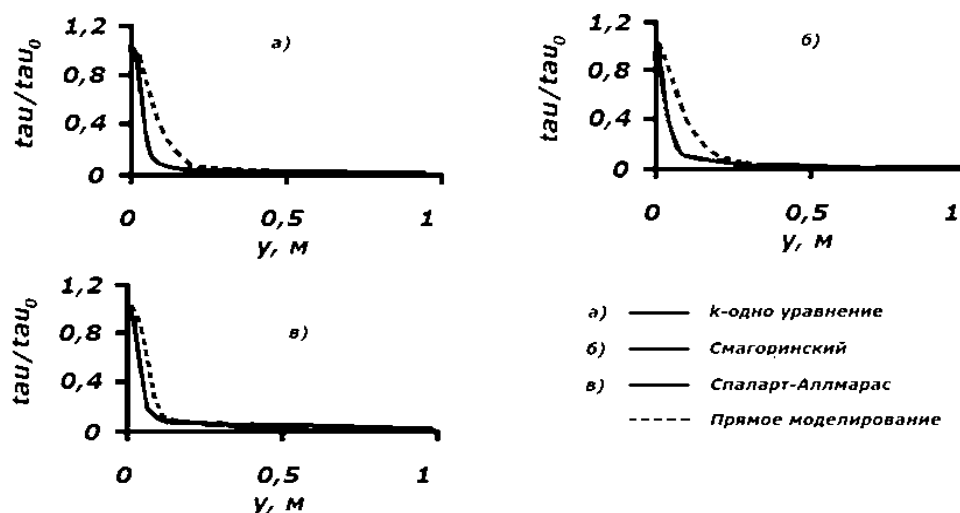 1,2
а)
0,8
0,4
0
tau/tau0
0 0,5 1
y, м
1,2
б)
0,8
0,4
0
tau/tau0
0 0,5 1
y, м
1,2
в)
0,8
0,4
0
tau/tau0
0 0,5 1
y, м
а) k-одно уравнение
б) Смагоринский
в) Спаларт-Аллмарас
Прямое моделирование